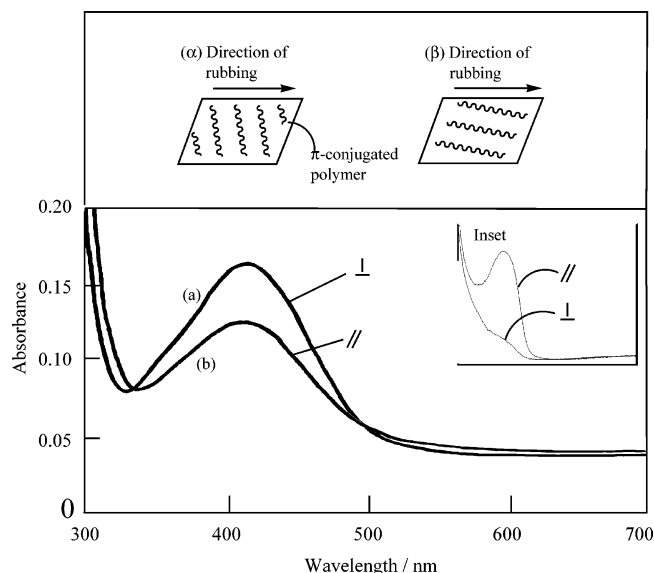 (α) Direction of
rubbing
(β) Direction of
rubbing
π-conjugated
polymer
0.20
0.15
0.10
0.05
0
Absorbance
(a)
(b)
⊥
//
Inset
//
⊥
300
400
500
600
700
Wavelength / nm